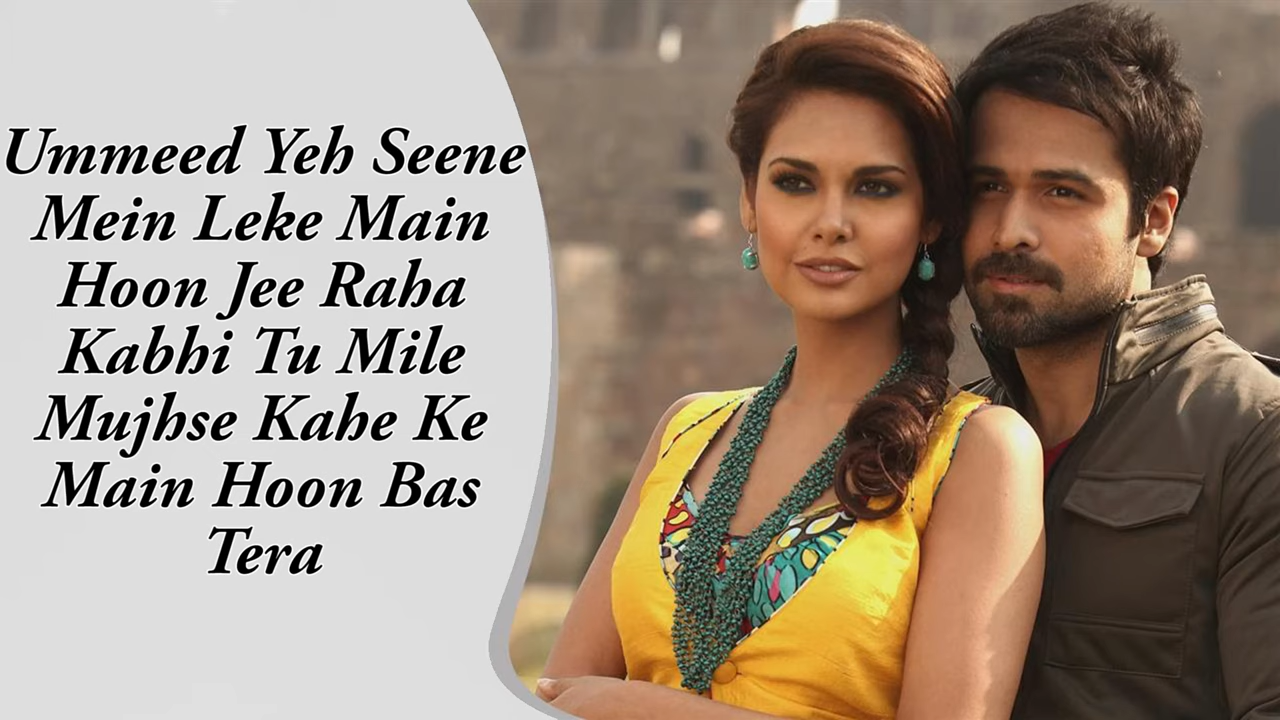 Ummeed Yeh Seene
Mein Leke Main
Hoon Jee Raha
Kabhi Tu Mile
Mujhse Kahe Ke
Main Hoon Bas
Tera